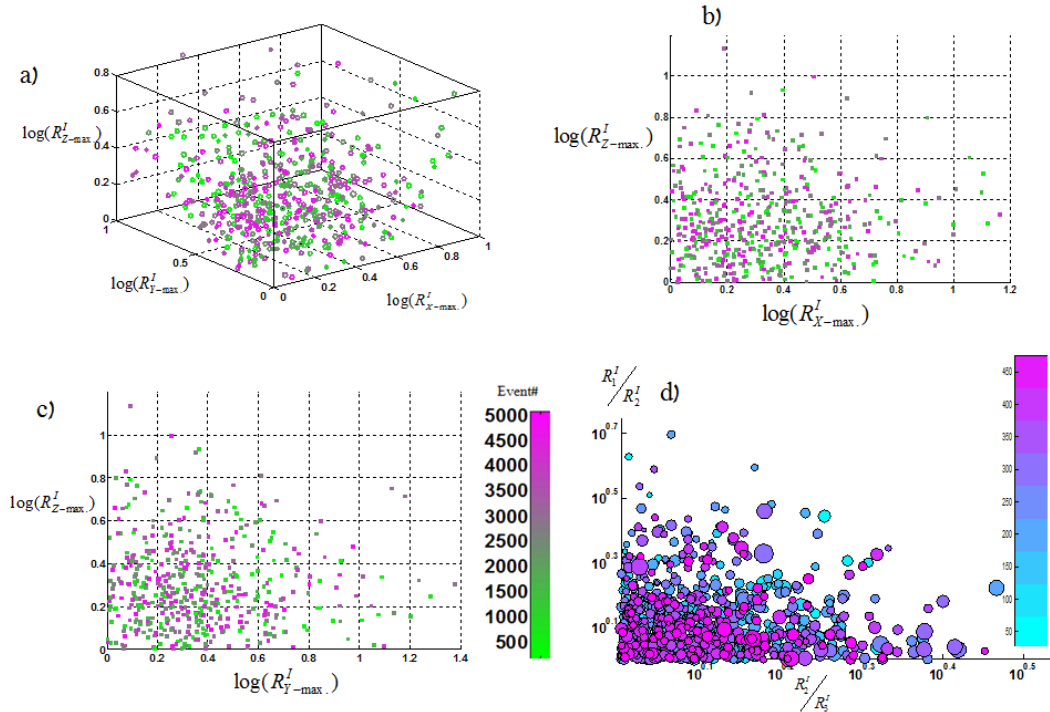 a)
0.8
0.6
log(R^I_{Z-max.})
0.4
0.2
0
1
0.5
0
log(R^I_{Y-max.})
0
0.2
0.4
0.6
0.8
1
log(R^I_{X-max.})
b)
1
0.8
log(R^I_{Z-max.})
0.6
0.4
0.2
0
0 0.2 0.4 0.6 0.8 1 1.2
log(R^I_{X-max.})
c)
1
0.8
log(R^I_{Z-max.})
0.6
0.4
0.2
0
0 0.2 0.4 0.6 0.8 1 1.2 1.4
log(R^I_{Y-max.})
Event#
5000
4500
4000
3500
3000
2500
2000
1500
1000
500
R^I_1/R^I_2
d)
10^0.7
10^0.5
10^0.3
10^0.1
10^0.1 10^0.2 10^0.3 10^0.4 10^0.5
R^I_2/R^I_3
450
400
350
300
250
200
150
100
50